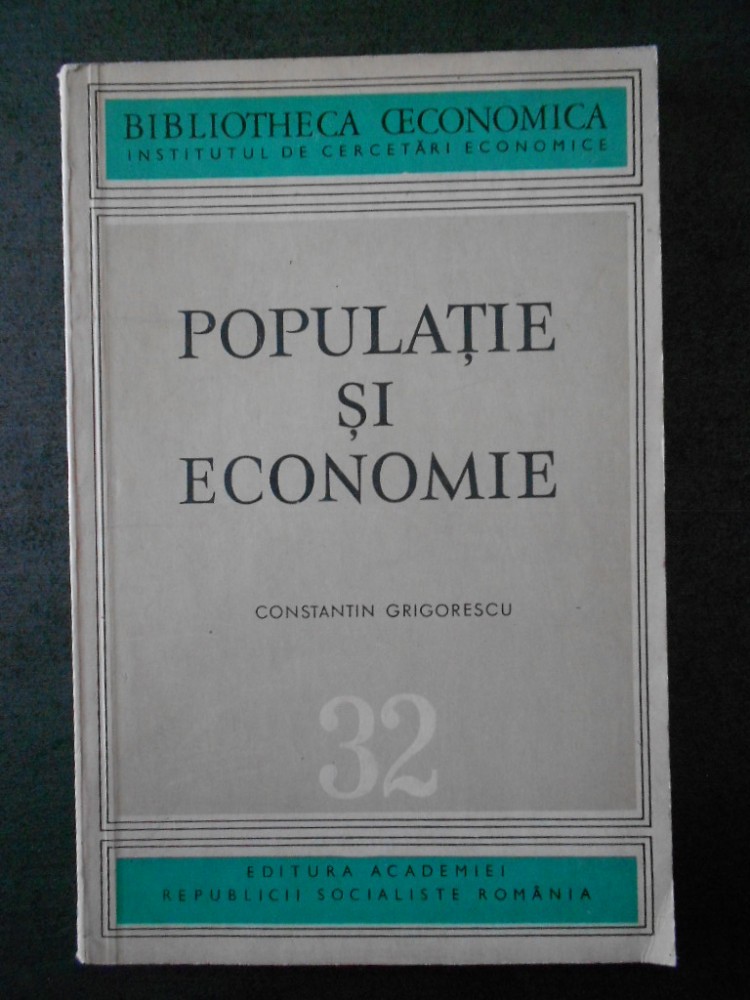 BIBLIOTHECA ŒCONOMICA
INSTITUTUL DE CERCETĂRI ECONOMICE
POPULAȚIE
ȘI
ECONOMIE
CONSTANTIN GRIGORESCU
32
EDITURA ACADEMIEI
REPUBLICII SOCIALISTE ROMÂNIA